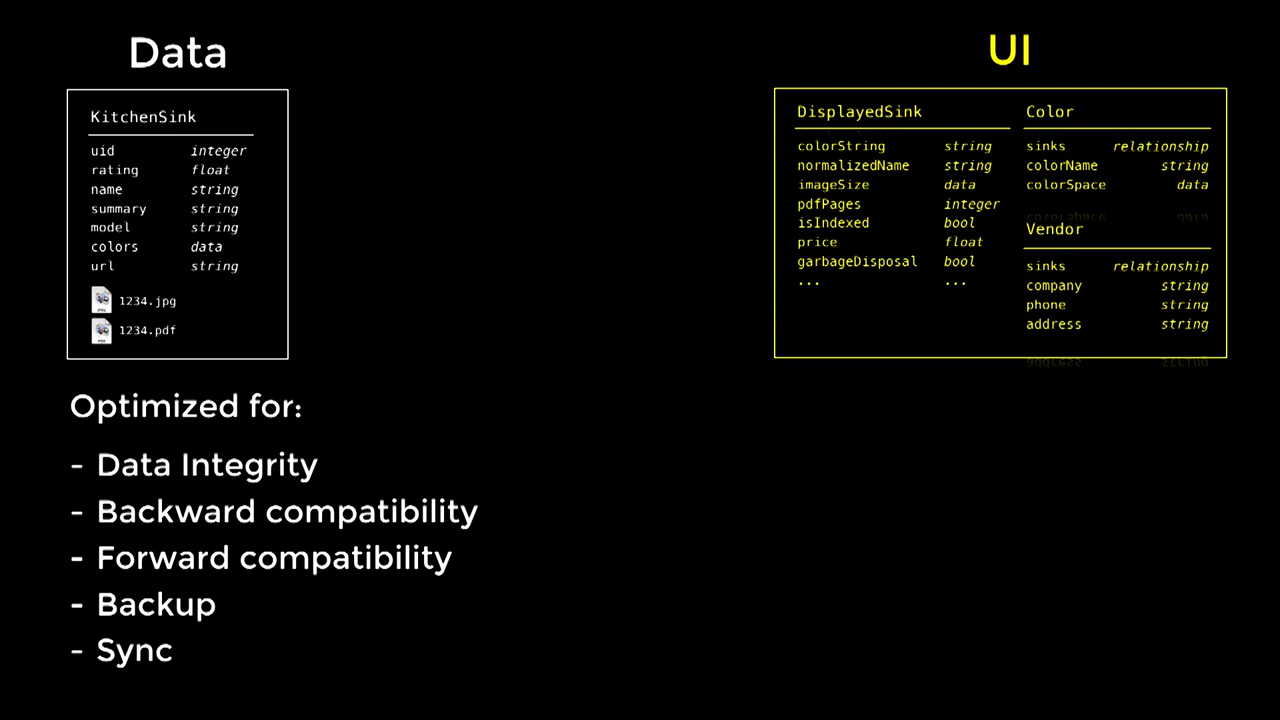 Data
KitchenSink
uid integer
rating float
name string
summary string
model string
colors data
url string
1234.jpg
1234.pdf
Optimized for:
- Data Integrity
- Backward compatibility
- Forward compatibility
- Backup
- Sync
UI
DisplayedSink
colorString string
normalizedName string
imageSize data
pdfPages integer
isIndexed bool
price float
garbageDisposal bool
... ...
Color
sinks relationship
colorName string
colorSpace data
Vendor
sinks relationship
company string
phone string
address string